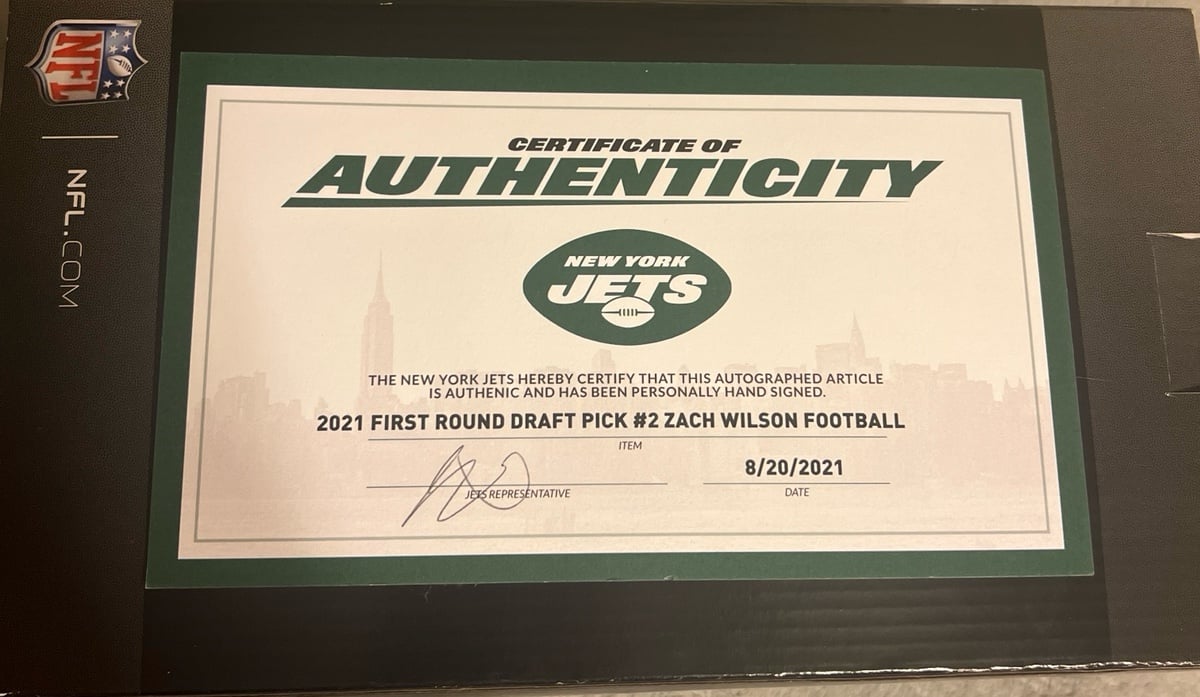 NFL
NFL.COM
CERTIFICATE OF
AUTHENTICITY
NEW YORK
JETS
THE NEW YORK JETS HEREBY CERTIFY THAT THIS AUTOGRAPHED ARTICLE
IS AUTHENIC AND HAS BEEN PERSONALLY HAND SIGNED.
2021 FIRST ROUND DRAFT PICK #2 ZACH WILSON FOOTBALL
ITEM
8/20/2021
JETS REPRESENTATIVE
DATE